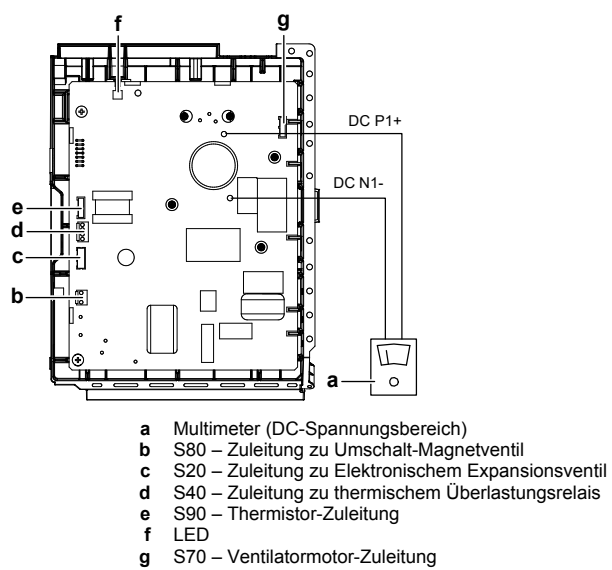 f
g
DC P1+
DC N1-
e
d
c
b
a
a Multimeter (DC-Spannungsbereich)
b S80 – Zuleitung zu Umschalt-Magnetventil
c S20 – Zuleitung zu Elektronischem Expansionsventil
d S40 – Zuleitung zu thermischem Überlastungsrelais
e S90 – Thermistor-Zuleitung
f LED
g S70 – Ventilatormotor-Zuleitung